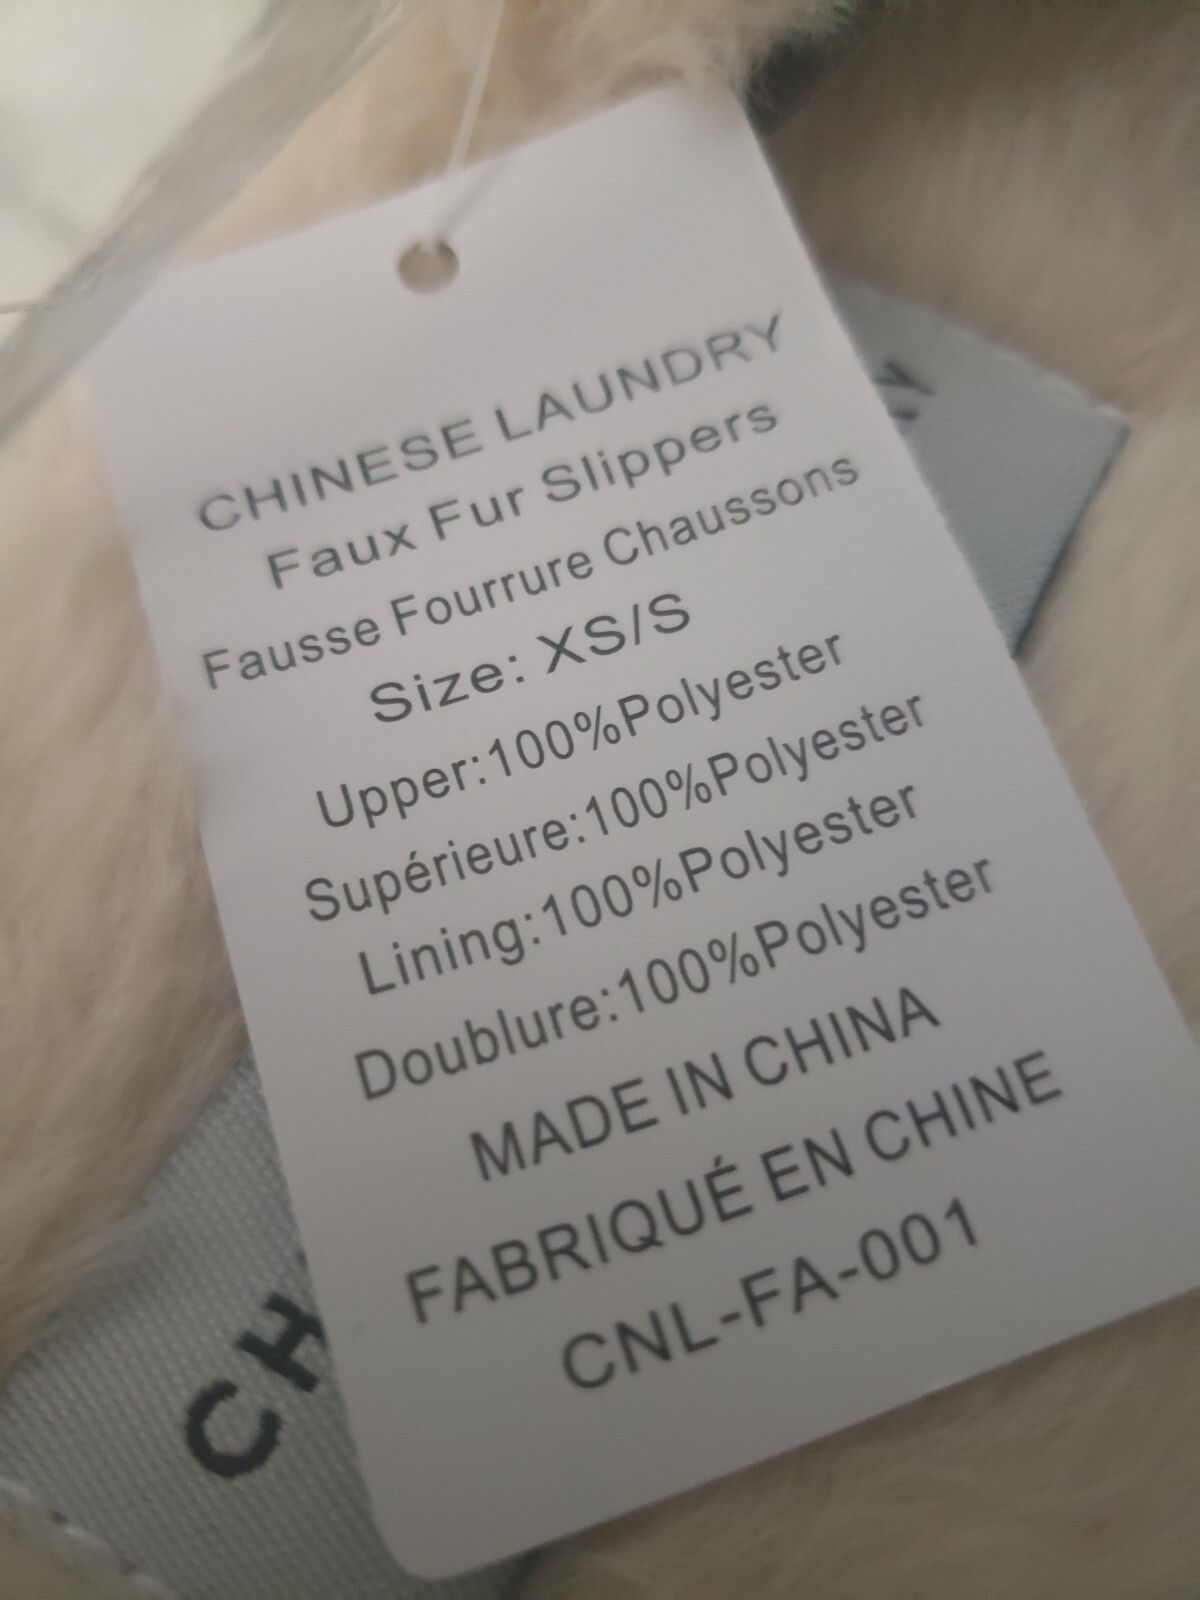 CHINESE LAUNDRY
Faux Fur Slippers
Fausse Fourrure Chaussons
Size: XS/S
Upper:100%Polyester
Supérieure:100%Polyester
Lining:100%Polyester
Doublure:100%Polyester
MADE IN CHINA
FABRIQUÉ EN CHINE
CNL-FA-001
CH
Y